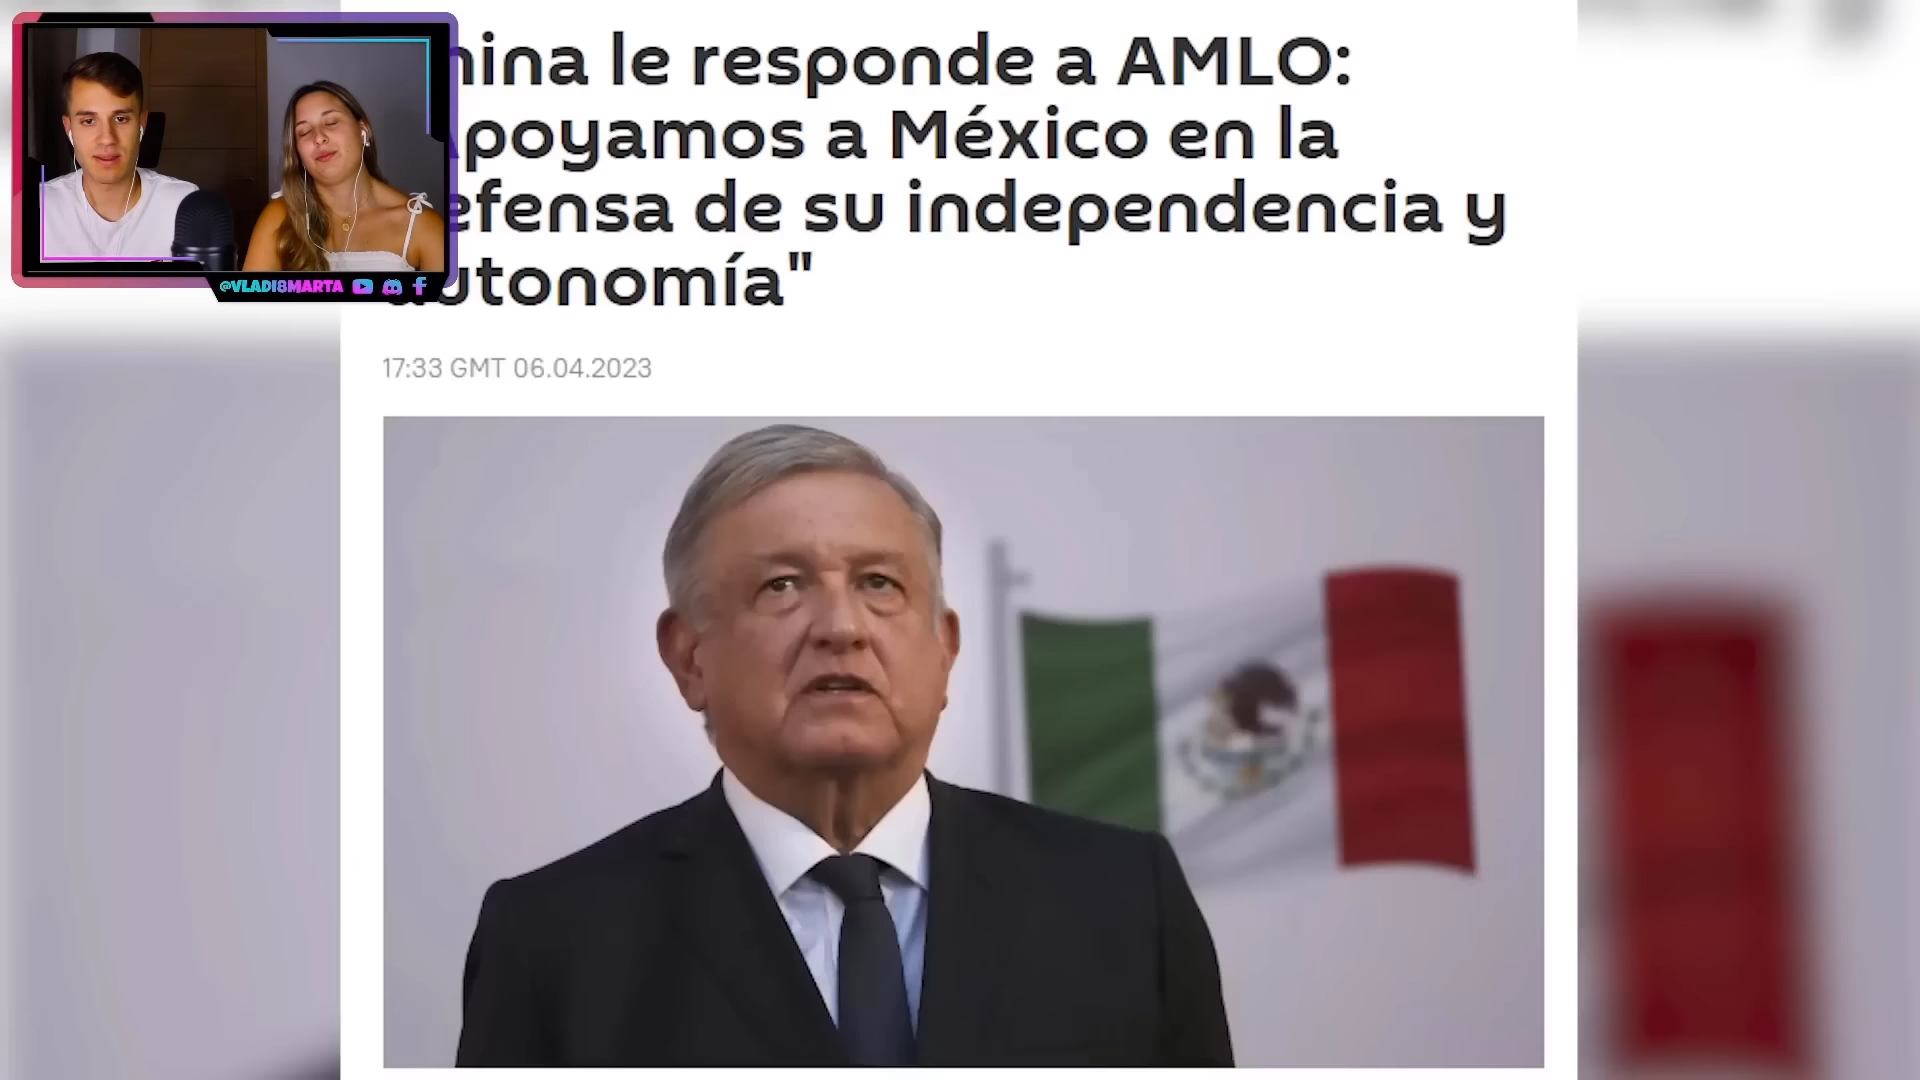 hina le responde a AMLO:
poyamos a México en la
efensa de su independencia y
utonomía"
17:33 GMT 06.04.2023
@VLADI8MARTA